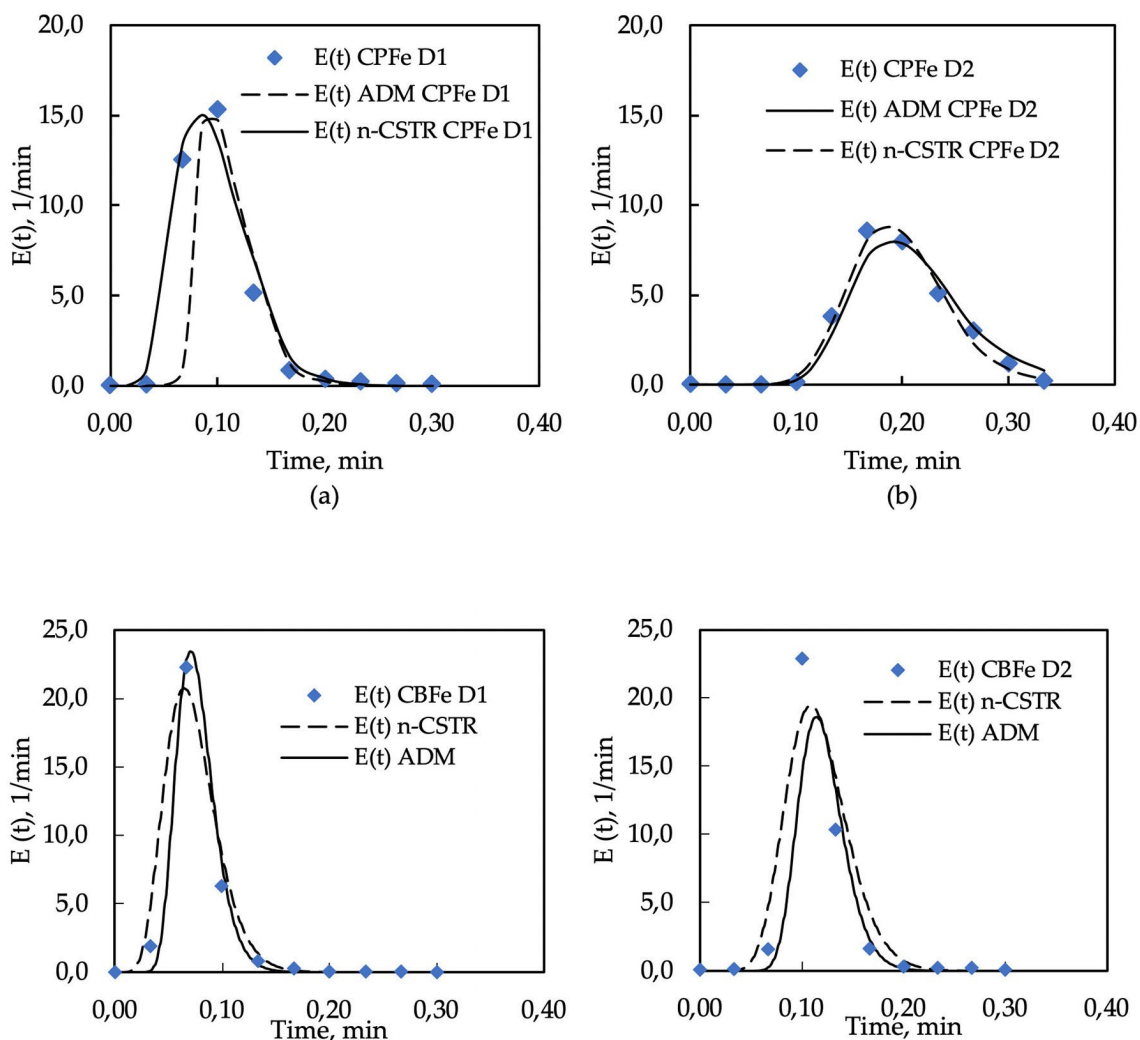 20,0
15,0
10,0
5,0
0,0
E(t), 1/min
E(t) CPFe D1
E(t) ADM CPFe D1
E(t) n-CSTR CPFe D1
0,00 0,10 0,20 0,30 0,40
Time, min
(a)
20,0
15,0
10,0
5,0
0,0
E(t), 1/min
E(t) CPFe D2
E(t) ADM CPFe D2
E(t) n-CSTR CPFe D2
0,00 0,10 0,20 0,30 0,40
Time, min
(b)
25,0
20,0
15,0
10,0
5,0
0,0
E (t), 1/min
E(t) CBFe D1
E(t) n-CSTR
E(t) ADM
0,00 0,10 0,20 0,30 0,40
Time, min
25,0
20,0
15,0
10,0
5,0
0,0
E (t), 1/min
E(t) CBFe D2
E(t) n-CSTR
E(t) ADM
0,00 0,10 0,20 0,30 0,40
Time, min